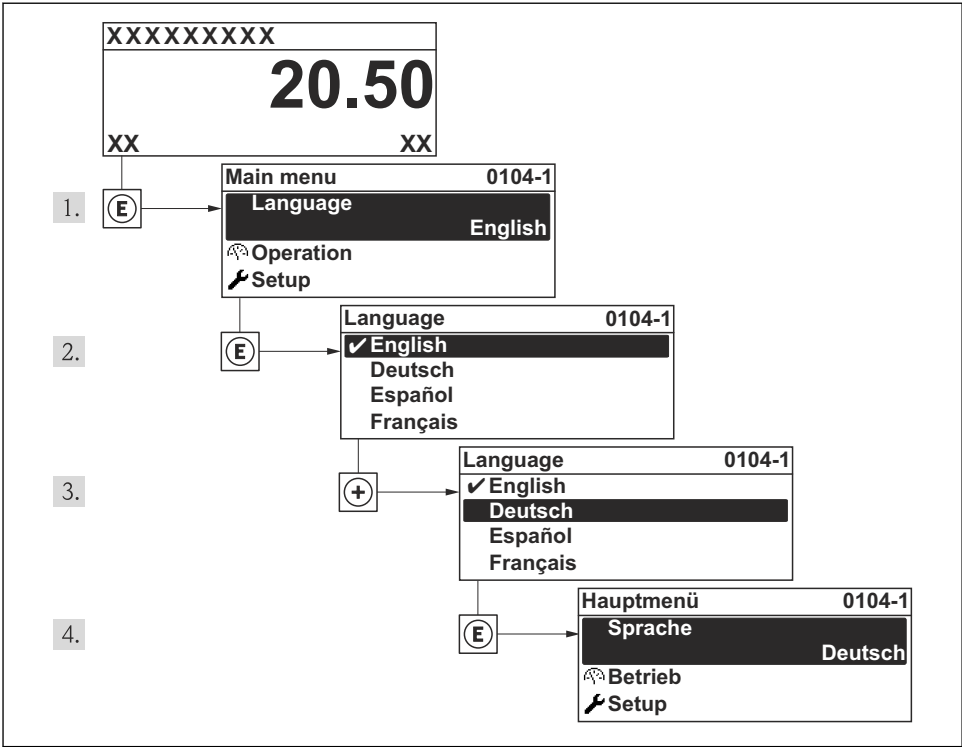 XXXXXXXXX
20.50
XX XX
1. E
Main menu 0104-1
Language
English
Operation
Setup
2. E
Language 0104-1
✔English
Deutsch
Español
Français
3. +
Language 0104-1
✔English
Deutsch
Español
Français
4. E
Hauptmenü 0104-1
Sprache
Deutsch
Betrieb
Setup